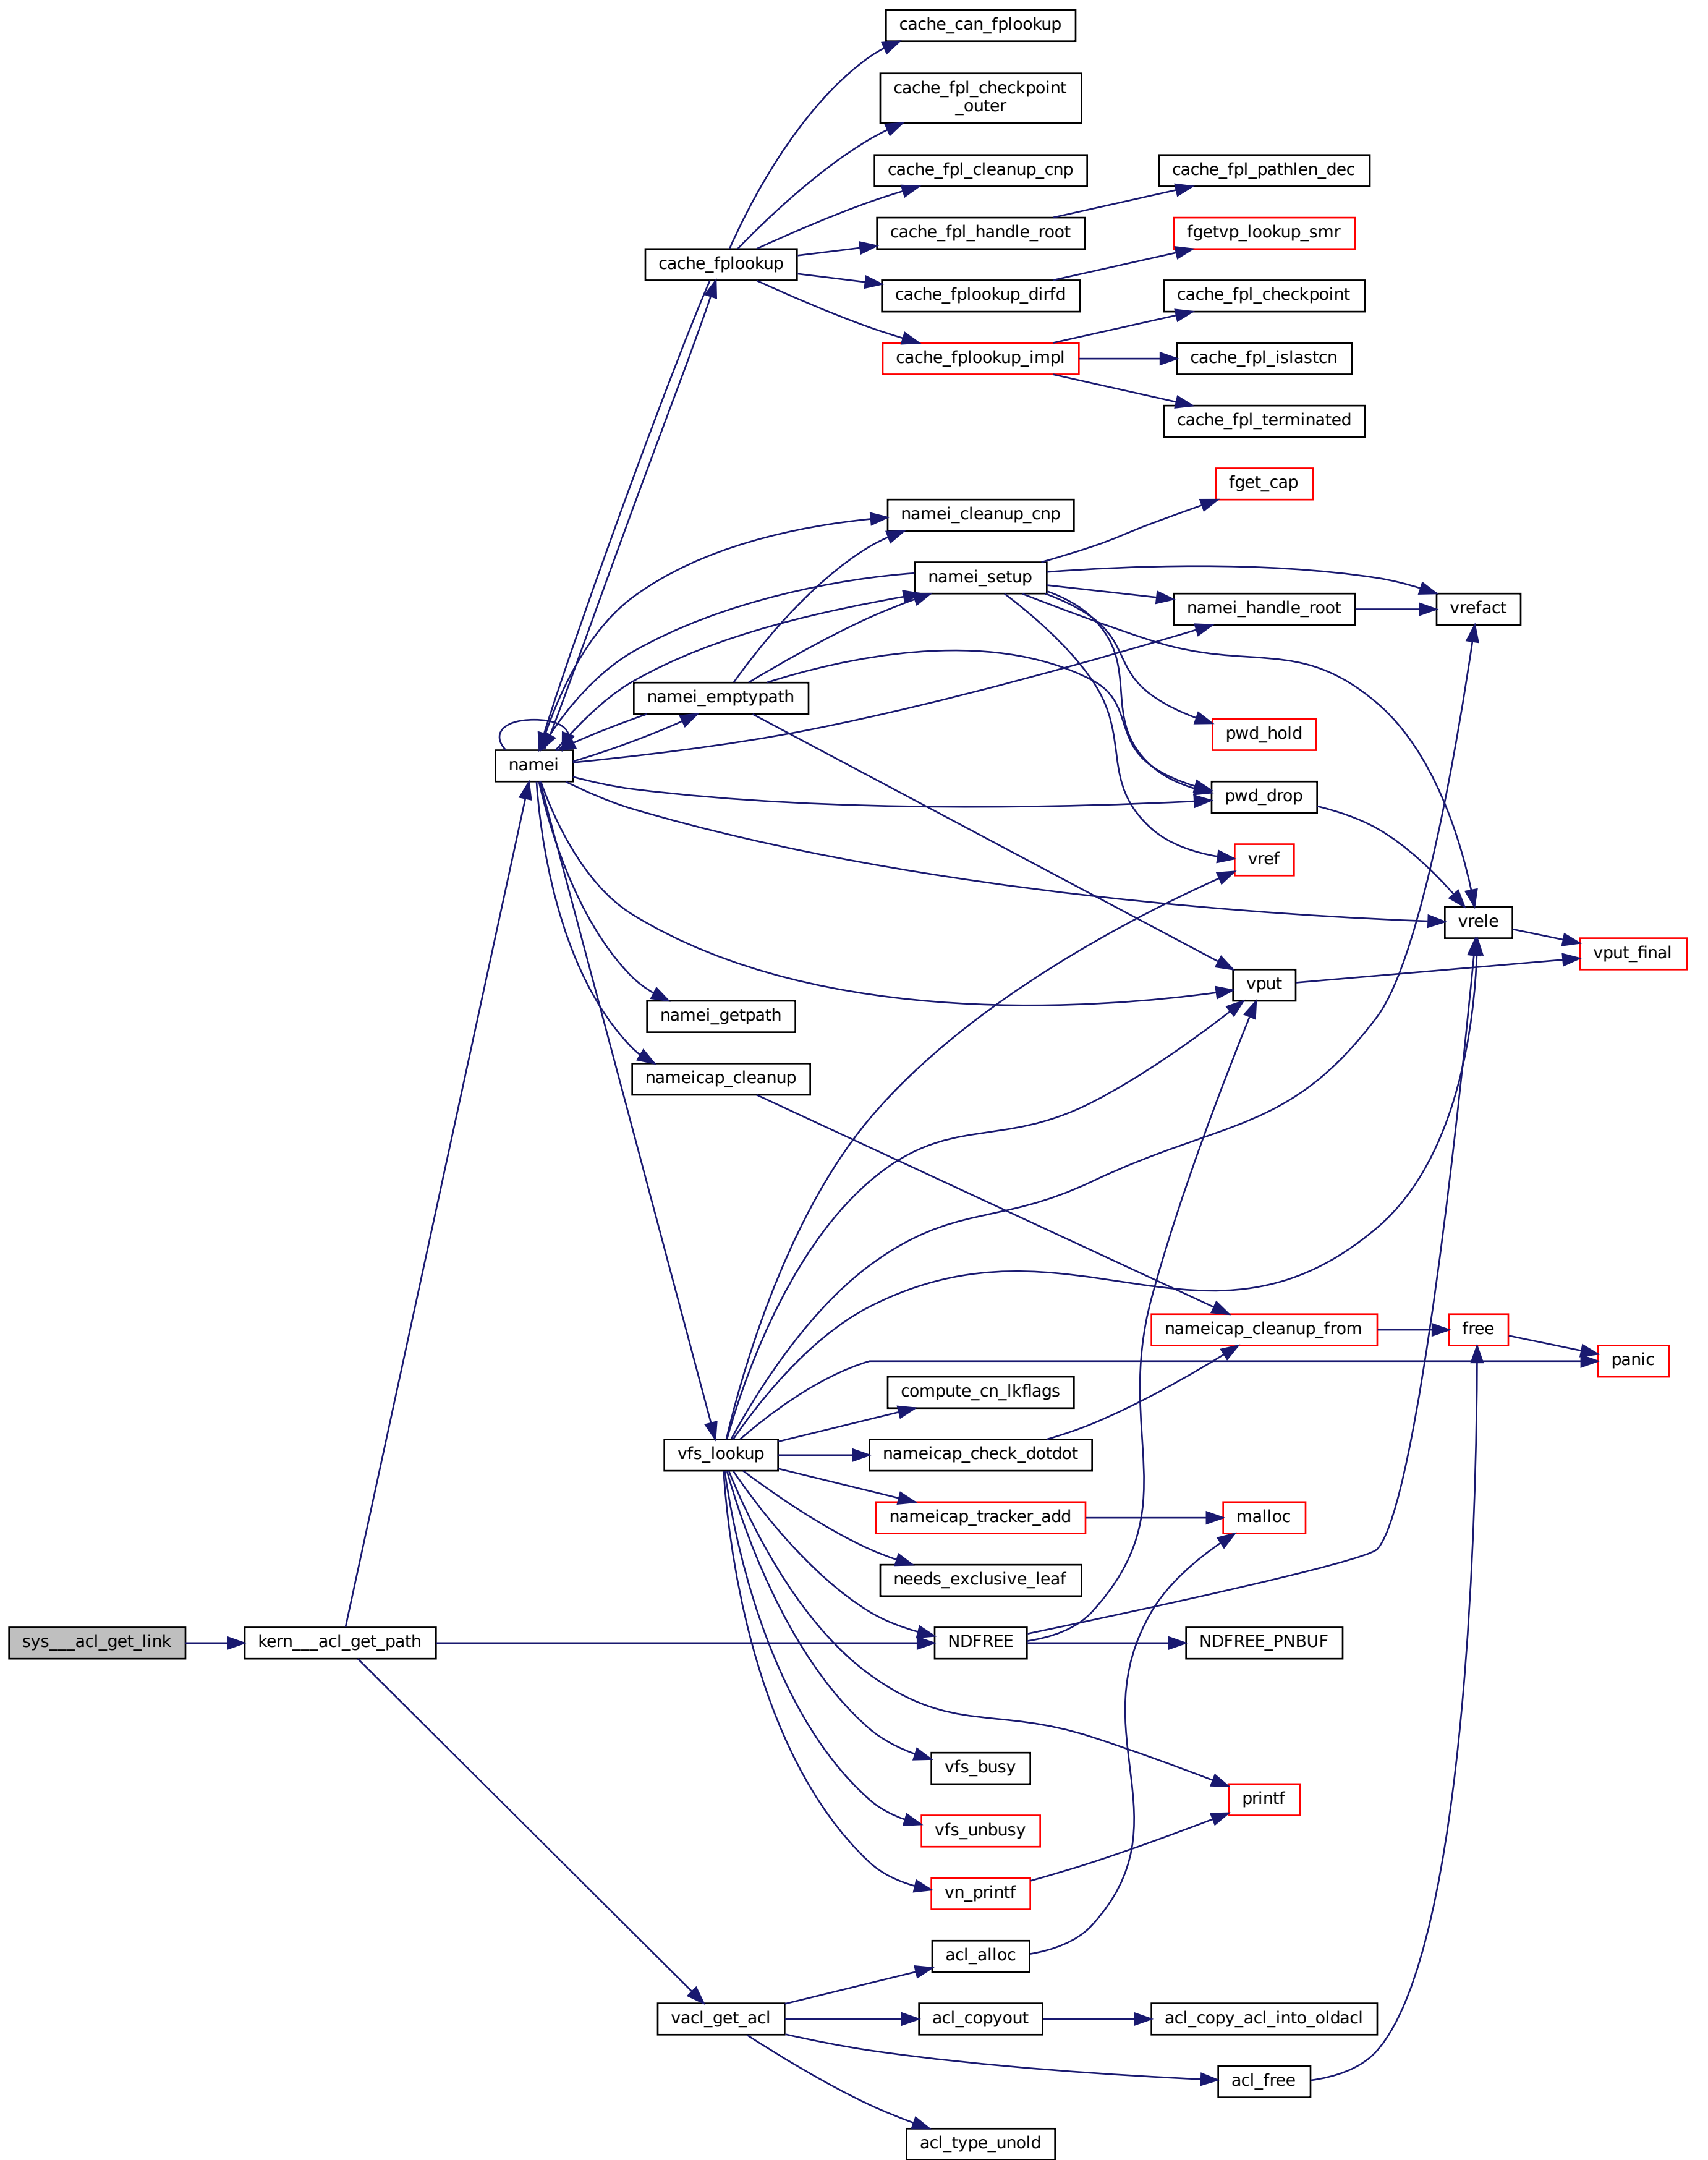 cache_can_fplookup
cache_fpl_checkpoint
_outer
cache_fpl_cleanup_cnp
cache_fpl_pathlen_dec
cache_fpl_handle_root
fgetvp_lookup_smr
cache_fplookup
cache_fplookup_dirfd
cache_fpl_checkpoint
cache_fplookup_impl
cache_fpl_islastcn
cache_fpl_terminated
fget_cap
namei_cleanup_cnp
namei_setup
namei_handle_root
vrefact
namei_emptypath
pwd_hold
namei
pwd_drop
vref
vrele
vput_final
vput
namei_getpath
nameicap_cleanup
nameicap_cleanup_from
free
panic
compute_cn_lkflags
vfs_lookup
nameicap_check_dotdot
nameicap_tracker_add
malloc
needs_exclusive_leaf
sys___acl_get_link
kern___acl_get_path
NDFREE
NDFREE_PNBUF
vfs_busy
printf
vfs_unbusy
vn_printf
acl_alloc
vacl_get_acl
acl_copyout
acl_copy_acl_into_oldacl
acl_free
acl_type_unold